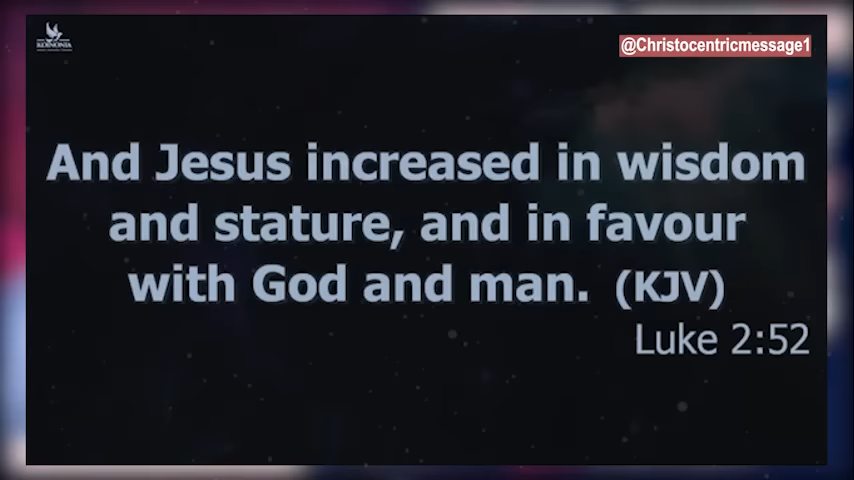 KOINONIA
@Christocentricmessage1
And Jesus increased in wisdom
and stature, and in favour
with God and man. (KJV)
Luke 2:52